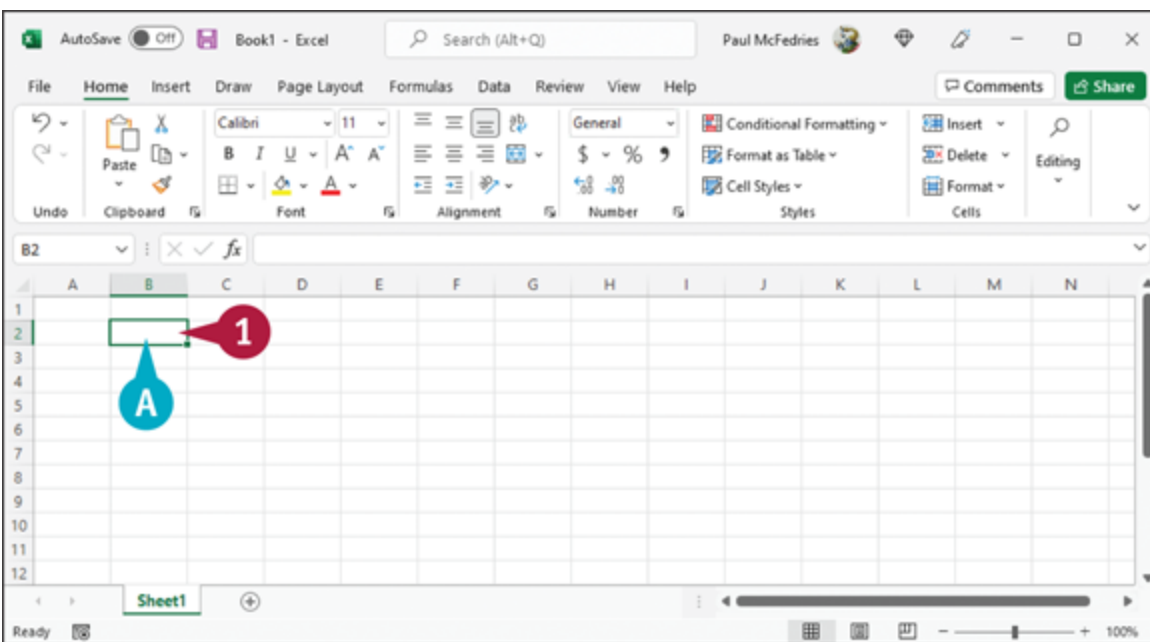 AutoSave Off Book1 - Excel Search (Alt+Q) Paul McFedries
File Home Insert Draw Page Layout Formulas Data Review View Help Comments Share
Calibri 11 General Conditional Formatting Insert
Paste B I U A A $ % 9 Format as Table Delete Editing
A Cell Styles Format
Undo Clipboard Font Alignment Number Styles Cells
B2 fx
A B C D E F G H I J K L M N
1
2 1
3
4
5 A
6
7
8
9
10
11
12
Sheet1
Ready 100%